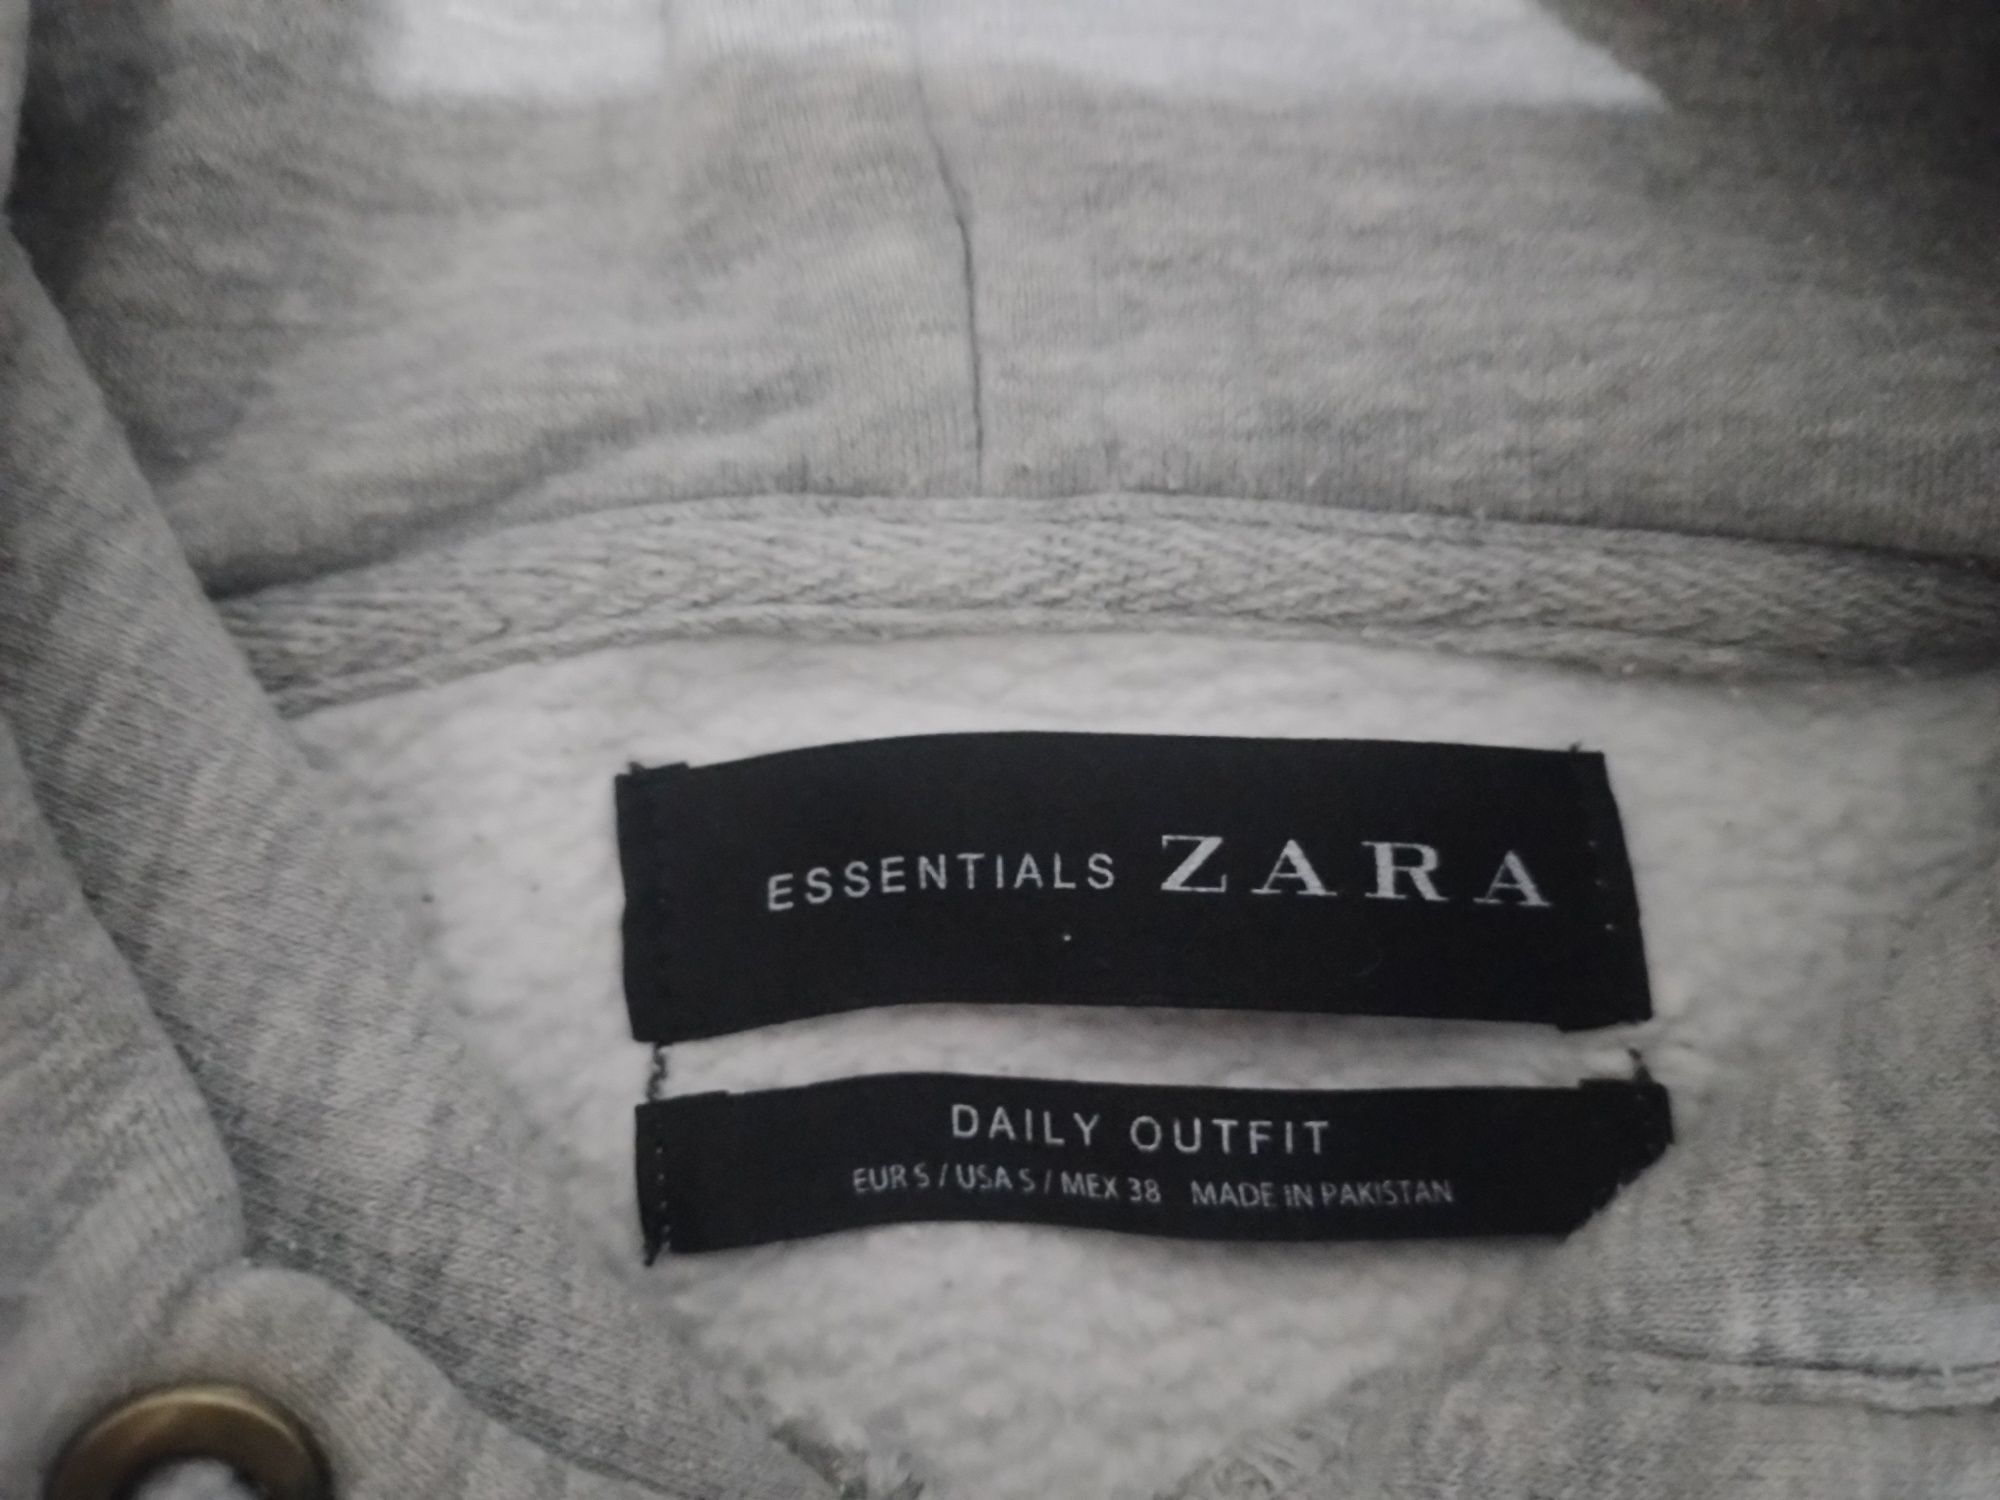 ESSENTIALS ZARA
DAILY OUTFIT
EUR S / USA S / MEX 38 MADE IN PAKISTAN